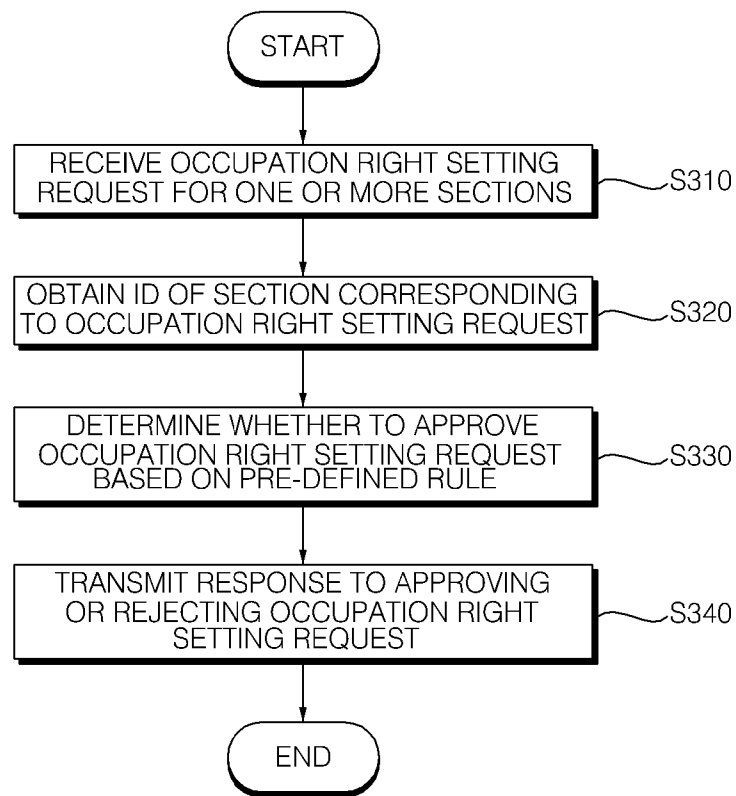 START
RECEIVE OCCUPATION RIGHT SETTING
REQUEST FOR ONE OR MORE SECTIONS
S310
OBTAIN ID OF SECTION CORRESPONDING
TO OCCUPATION RIGHT SETTING REQUEST
S320
DETERMINE WHETHER TO APPROVE
OCCUPATION RIGHT SETTING REQUEST
BASED ON PRE-DEFINED RULE
S330
TRANSMIT RESPONSE TO APPROVING
OR REJECTING OCCUPATION RIGHT
SETTING REQUEST
S340
END